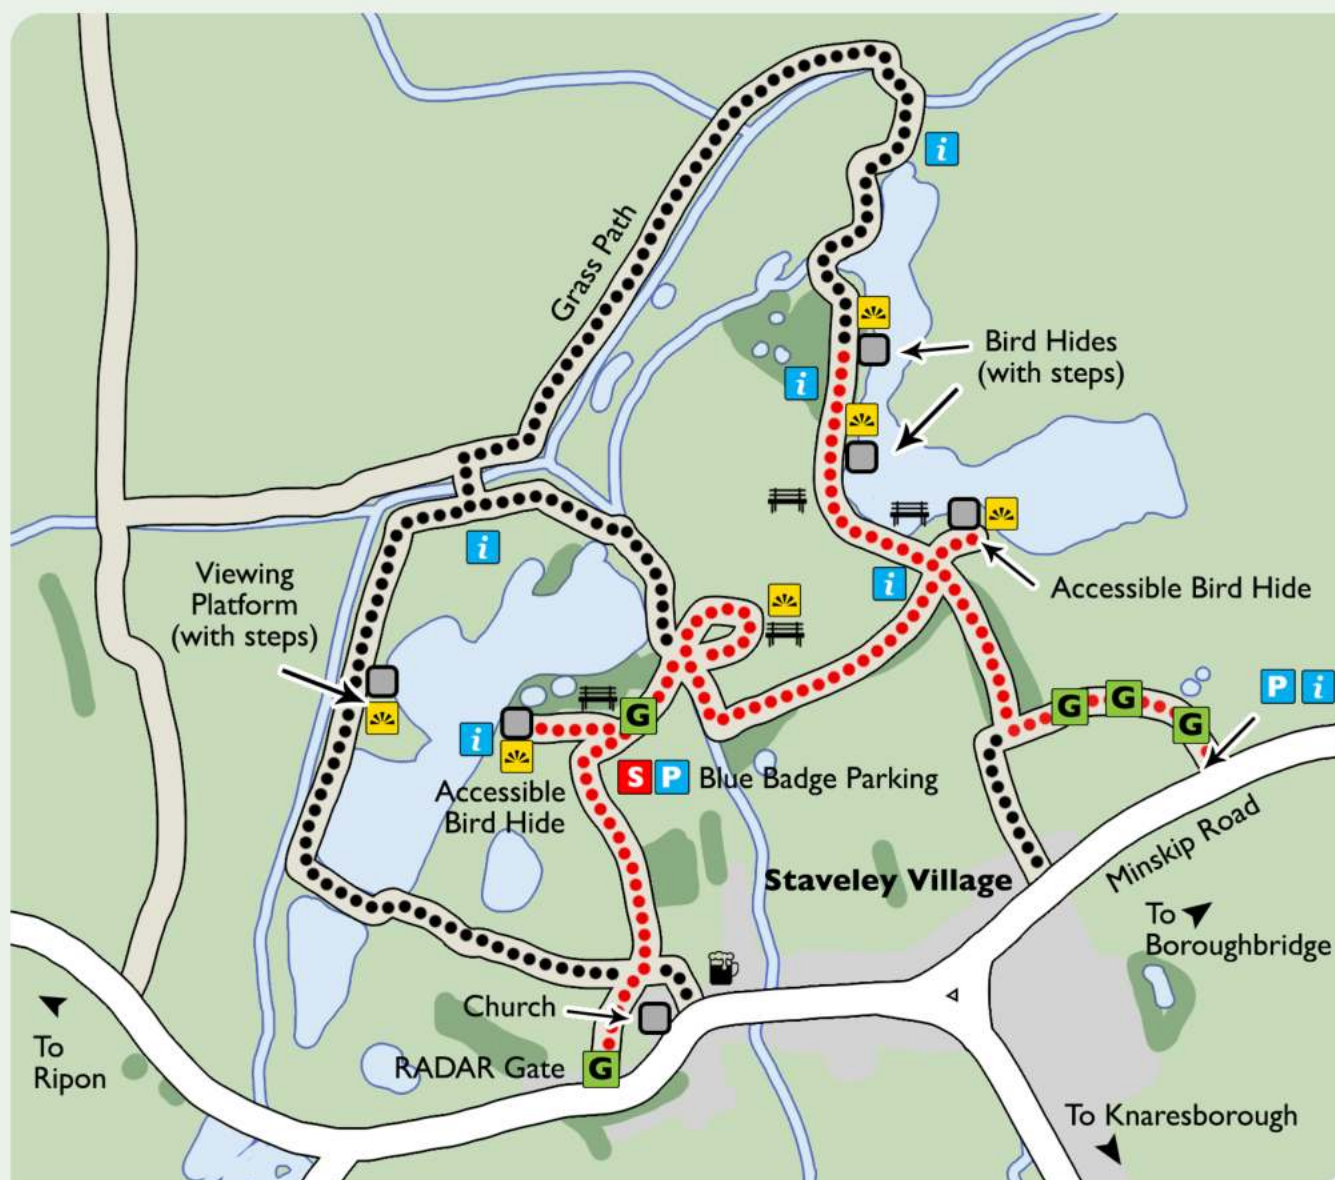 i
Grass Path
Bird Hides
(with steps)
i
i
Viewing
Platform
(with steps)
i
Accessible Bird Hide
P i
G
G
G
G
i
S P Blue Badge Parking
Accessible
Bird Hide
Minskip Road
Staveley Village
To
Boroughbridge
Church
To
Ripon
RADAR Gate G
To Knaresborough